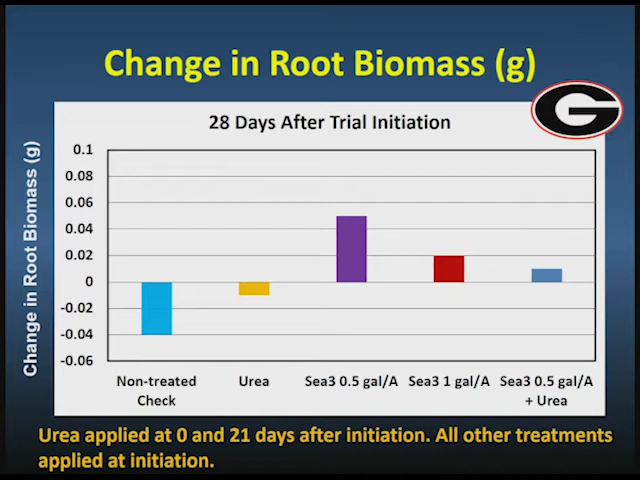 Change in Root Biomass (g)
G
28 Days After Trial Initiation
Change in Root Biomass (g)
0.1
0.08
0.06
0.04
0.02
0
-0.02
-0.04
-0.06
Non-treated Check
Urea
Sea3 0.5 gal/A
Sea3 1 gal/A
Sea3 0.5 gal/A + Urea
Urea applied at 0 and 21 days after initiation. All other treatments
applied at initiation.